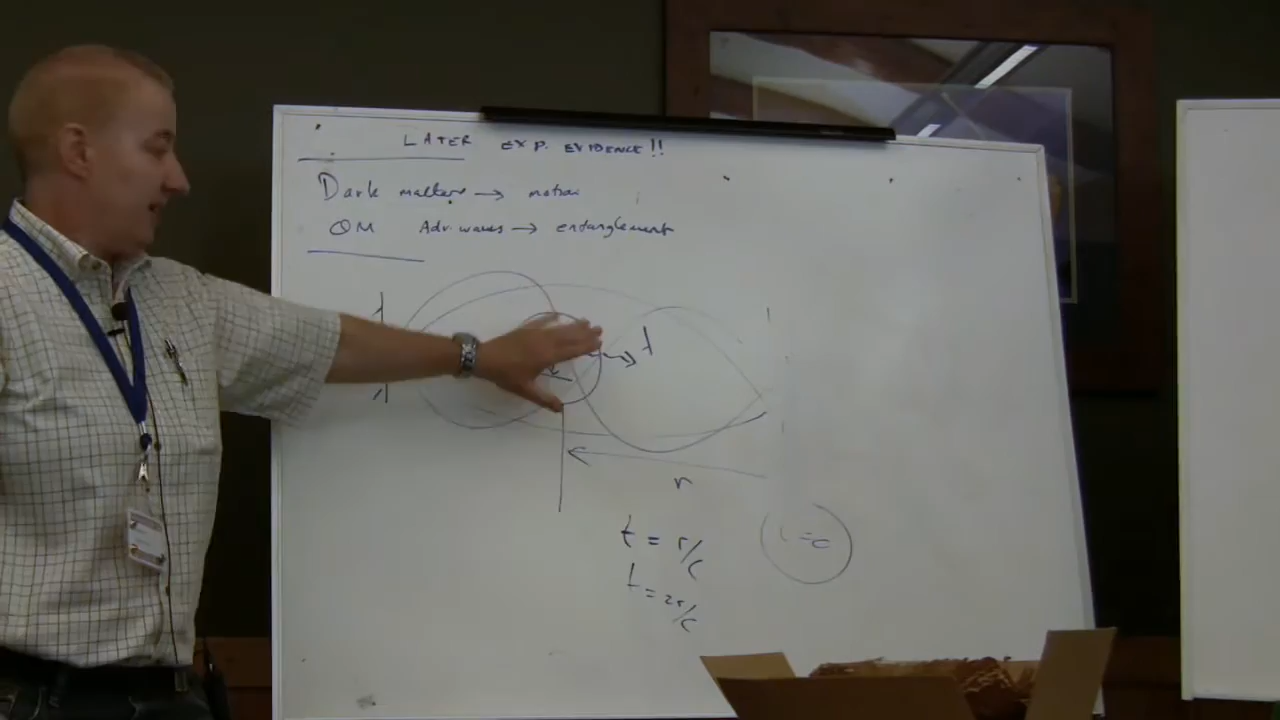 LATER EXP. EVIDENCE!!
Dark matter → motion
QM Adv. waves → entanglement
r
t = r/c
t = 2r/c